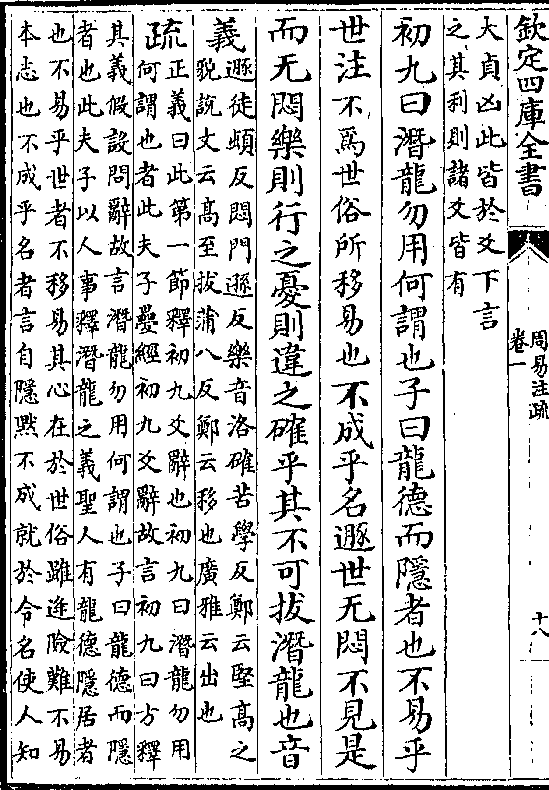 欽定四庫全書
周易注疏
卷一
十八
大貞凶此皆於爻下言
之其利則諸爻皆有
初九曰潛龍勿用何謂也子曰龍德而隱者也不易乎
世注不爲世俗所移易也不成乎名遯世无悶不見是
而无悶樂則行之憂則違之確乎其不可拔潛龍也音
義遯徒頓反悶門遜反樂音洛確苦學反鄭云堅高之
貌說文云高至拔蒲八反鄭云移也廣雅云出也
疏正義曰此第一節釋初九爻辭也初九曰潛龍勿用
何謂也者此夫子疊經初九爻辭故言初九曰方釋
其義假設問辭故言潛龍勿用何謂也子曰龍德而隱
者也此夫子以人事釋潛龍之義聖人有龍德隱居者
也不易乎世者不移易其心在於世俗雖逢險難不易
本志也不成乎名者言自隱黙不成就於令名使人知